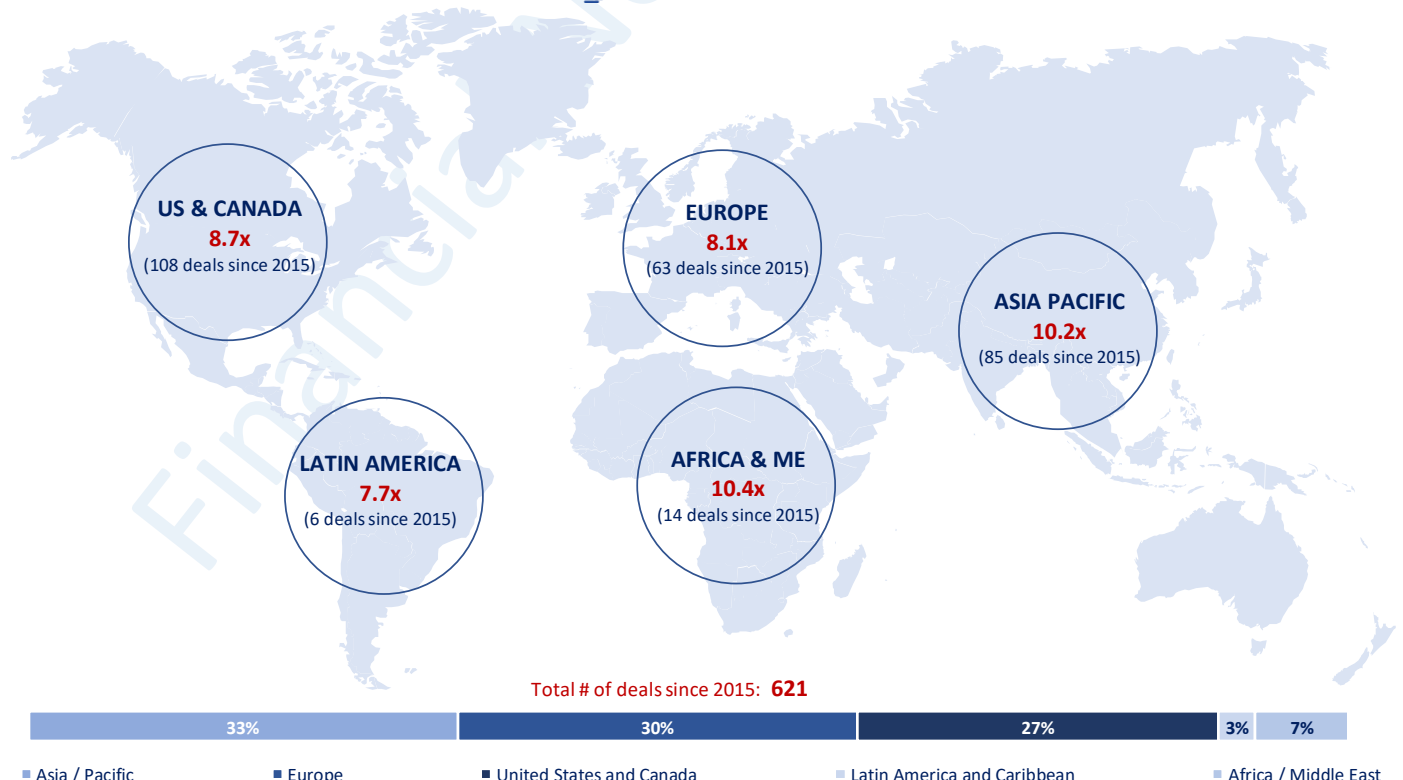 US & CANADA
8.7x
(108 deals since 2015)
EUROPE
8.1x
(63 deals since 2015)
ASIA PACIFIC
10.2x
(85 deals since 2015)
LATIN AMERICA
7.7x
(6 deals since 2015)
AFRICA & ME
10.4x
(14 deals since 2015)
Total # of deals since 2015: 621
33% 30% 27% 3% 7%
Asia / Pacific Europe United States and Canada Latin America and Caribbean Africa / Middle East